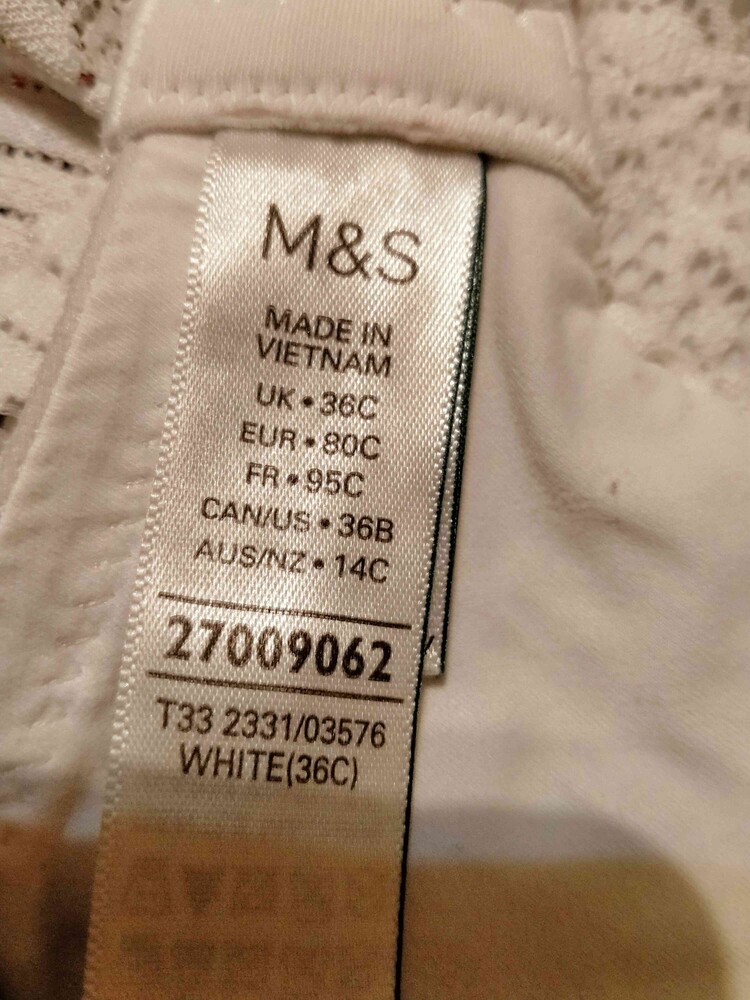 M&S
MADE IN
VIETNAM
UK • 36C
EUR • 80C
FR • 95C
CAN/US • 36B
AUS/NZ • 14C
27009062
T33 2331/03576
WHITE(36C)